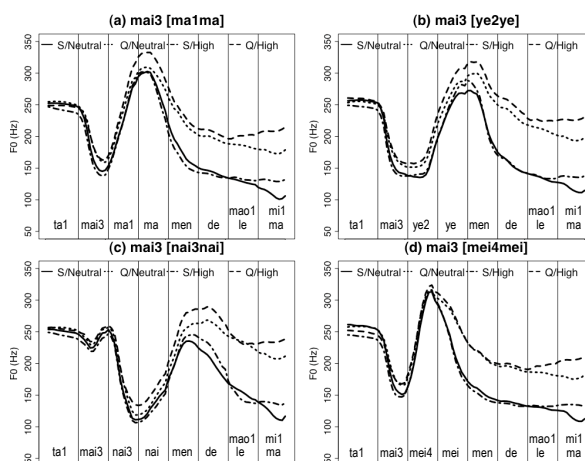 (a) mai3 [ma1ma]
(b) mai3 [ye2ye]
S/Neutral Q/Neutral S/High Q/High
S/Neutral Q/Neutral S/High Q/High
F0 (Hz)
350
300
250
200
150
100
50
F0 (Hz)
350
300
250
200
150
100
50
ta1 mai3 ma1 ma men de mao1 mi1
le ma
ta1 mai3 ye2 ye men de mao1 mi1
le ma
(c) mai3 [nai3nai]
(d) mai3 [mei4mei]
S/Neutral Q/Neutral S/High Q/High
S/Neutral Q/Neutral S/High Q/High
F0 (Hz)
350
300
250
200
150
100
50
F0 (Hz)
350
300
250
200
150
100
50
ta1 mai3 nai3 nai men de mao1 mi1
le ma
ta1 mai3 mei4 mei men de mao1 mi1
le ma